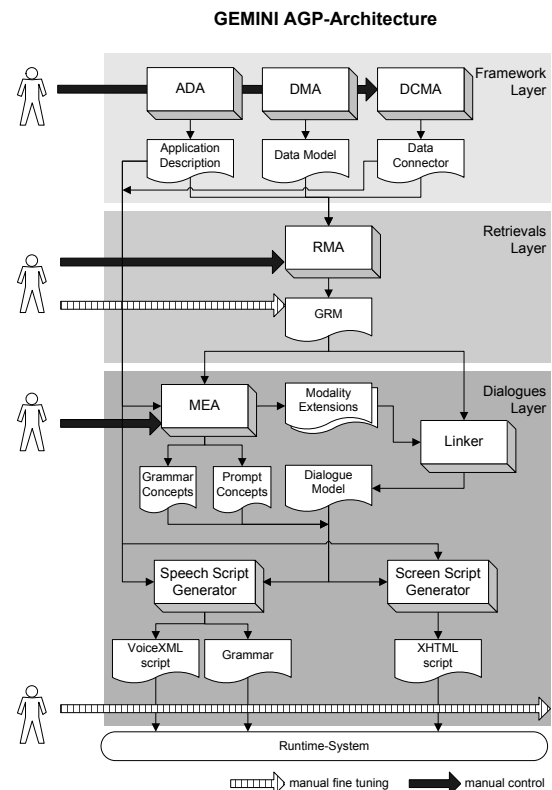 GEMINI AGP-Architecture
Framework
Layer
ADA
DMA
DCMA
Application
Description
Data Model
Data
Connector
Retrievals
Layer
RMA
GRM
Dialogues
Layer
MEA
Modality
Extensions
Linker
Grammar
Concepts
Prompt
Concepts
Dialogue
Model
Speech Script
Generator
Screen Script
Generator
VoiceXML
script
Grammar
XHTML
script
Runtime-System
manual fine tuning
manual control